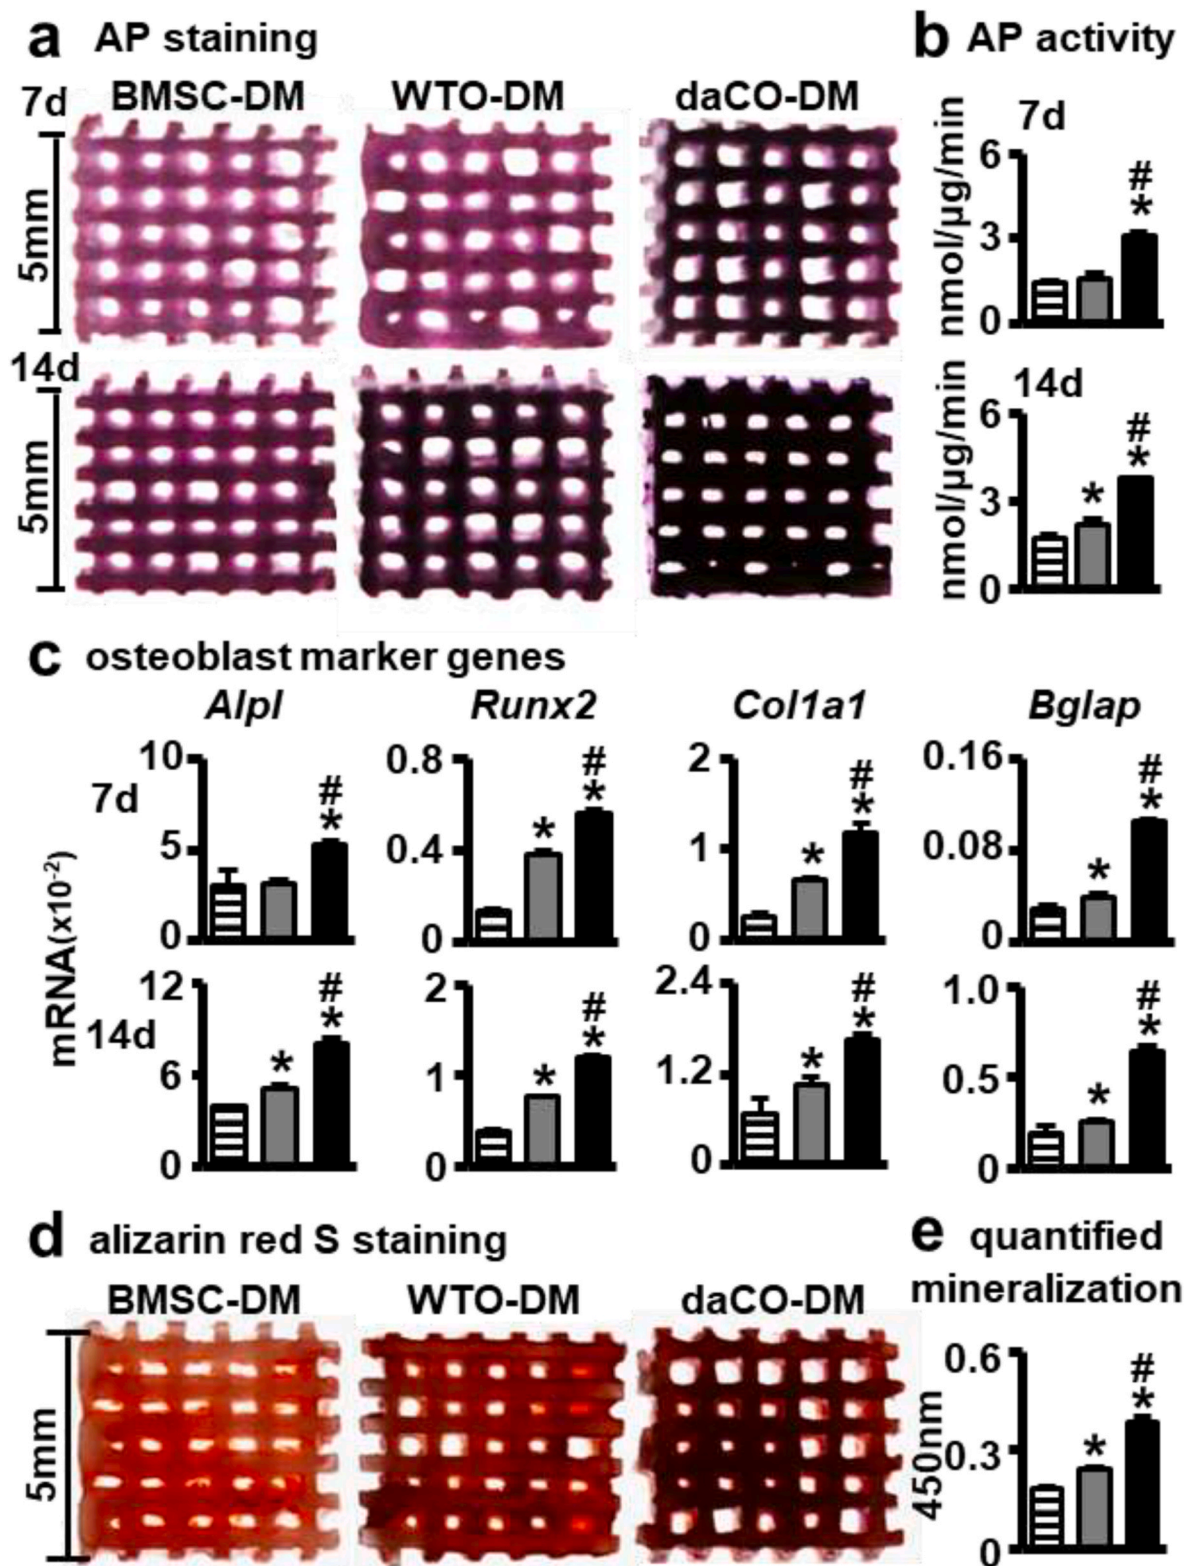 a AP staining
b AP activity
BMSC-DM WTO-DM daCO-DM
7d
5mm
14d
5mm
7d
nmol/µg/min
6
3
0
#
*
14d
nmol/µg/min
6
3
0
*
#
*
c osteoblast marker genes
Alpl Runx2 Col1a1 Bglap
mRNA(x10-2)
7d
10
5
0
#
*
0.8
0.4
0
*
#
*
2
1
0
*
#
*
0.16
0.08
0
*
#
*
14d
12
6
0
*
#
*
2
1
0
*
#
*
2.4
1.2
0
*
#
*
1.0
0.5
0
*
#
*
d alizarin red S staining
BMSC-DM WTO-DM daCO-DM
5mm
e quantified
mineralization
450nm
0.6
0.3
0
*
#
*